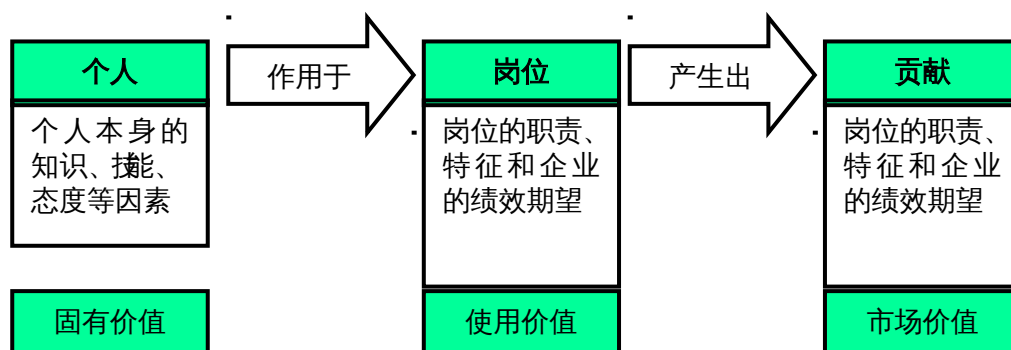 个人
作用于
岗位
产生出
贡献
个人本身的
知识、技能、
态度等因素
岗位的职责、
特征和企业
的绩效期望
岗位的职责、
特征和企业
的绩效期望
固有价值
使用价值
市场价值